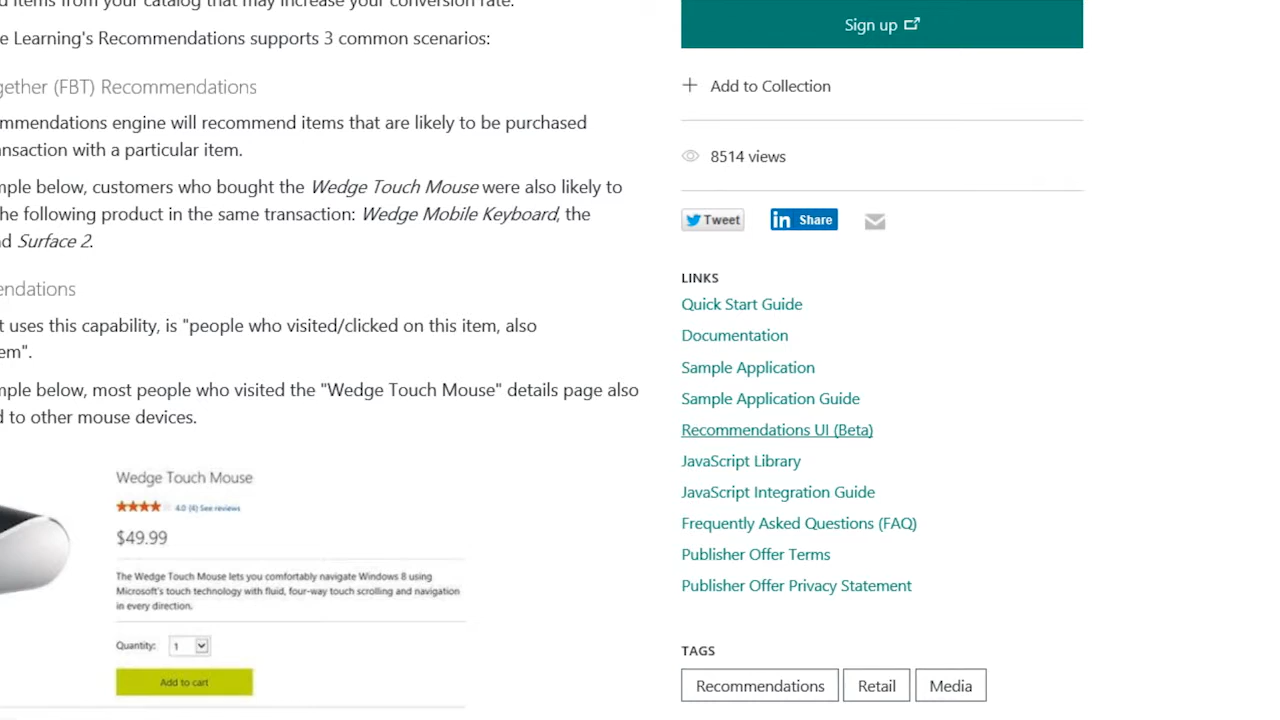 d items from your catalog that may increase your conversion rate.
e Learning's Recommendations supports 3 common scenarios:
gether (FBT) Recommendations
mmendations engine will recommend items that are likely to be purchased
ansaction with a particular item.
mple below, customers who bought the Wedge Touch Mouse were also likely to
he following product in the same transaction: Wedge Mobile Keyboard, the
nd Surface 2.
endations
t uses this capability, is "people who visited/clicked on this item, also
em".
mple below, most people who visited the "Wedge Touch Mouse" details page also
d to other mouse devices.
Wedge Touch Mouse
4.0 (4) See reviews
$49.99
The Wedge Touch Mouse lets you comfortably navigate Windows 8 using
Microsoft's touch technology with fluid, four-way touch scrolling and navigation
in every direction.
Quantity: 1
Add to cart
Sign up
Add to Collection
8514 views
Tweet
in Share
LINKS
Quick Start Guide
Documentation
Sample Application
Sample Application Guide
Recommendations UI (Beta)
JavaScript Library
JavaScript Integration Guide
Frequently Asked Questions (FAQ)
Publisher Offer Terms
Publisher Offer Privacy Statement
TAGS
Recommendations Retail Media